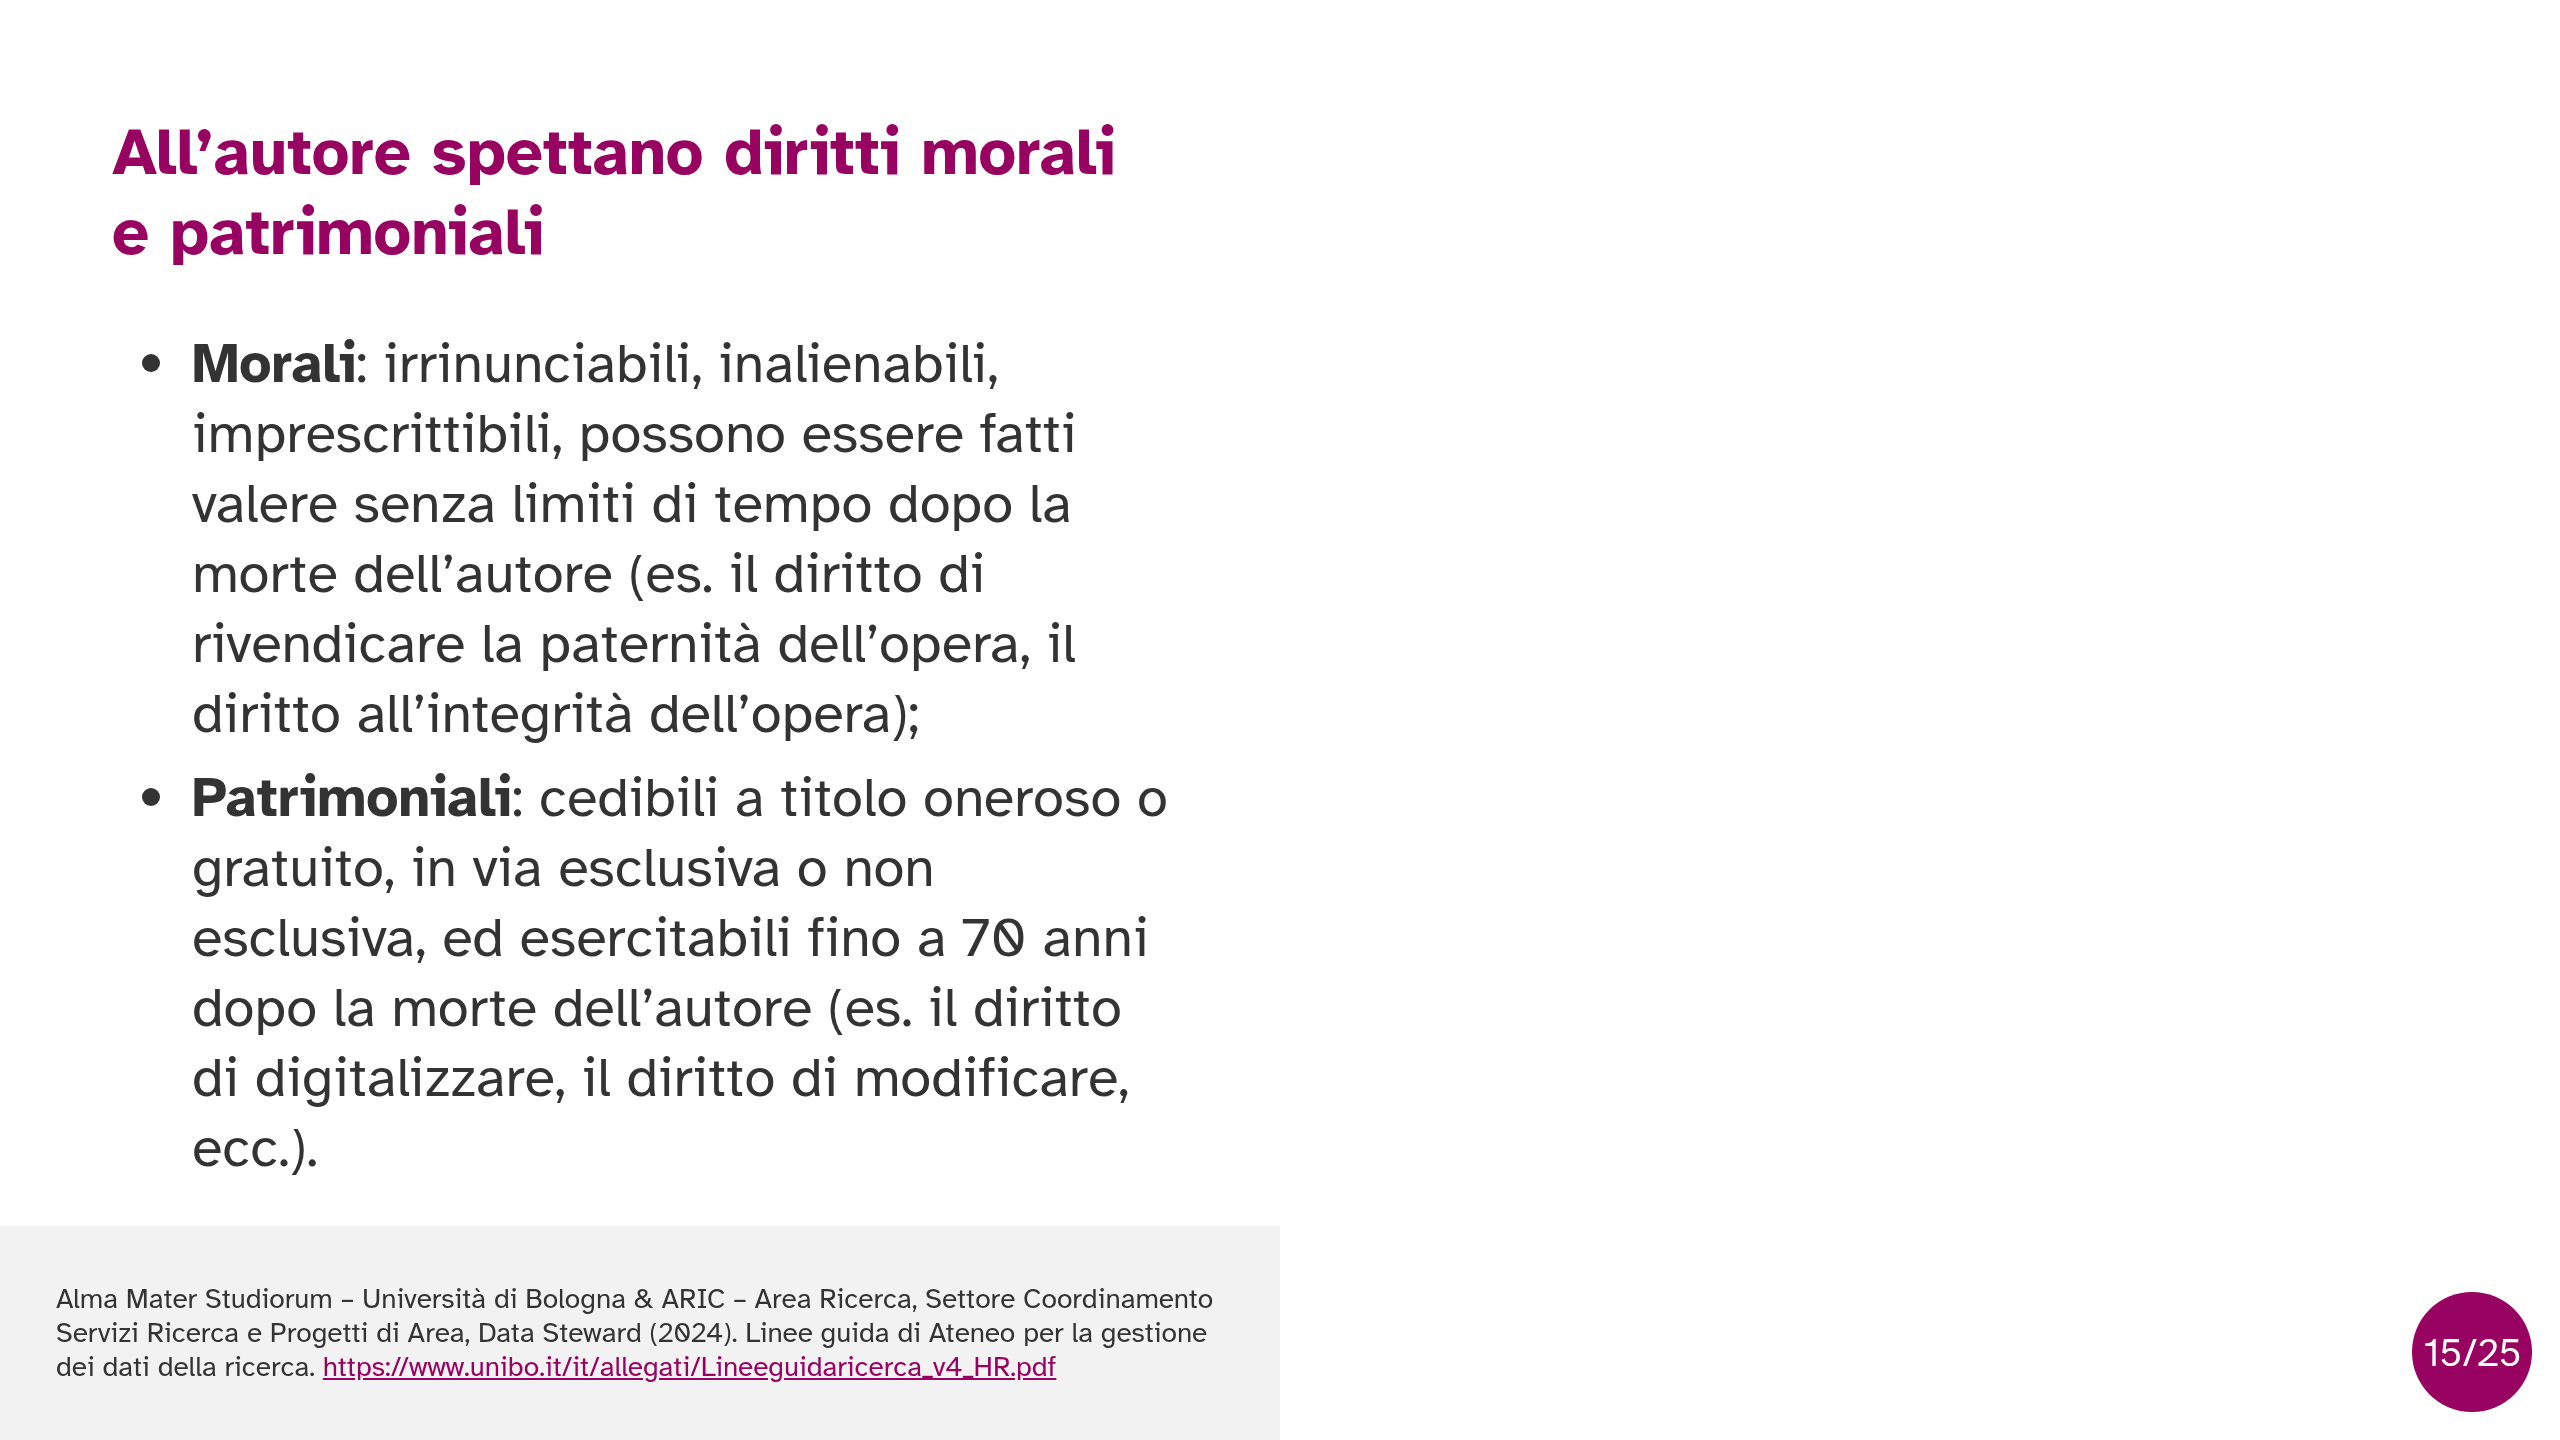 All’autore spettano diritti morali
e patrimoniali
• Morali: irrinunciabili, inalienabili,
imprescrittibili, possono essere fatti
valere senza limiti di tempo dopo la
morte dell’autore (es. il diritto di
rivendicare la paternità dell’opera, il
diritto all’integrità dell’opera);
• Patrimoniali: cedibili a titolo oneroso o
gratuito, in via esclusiva o non
esclusiva, ed esercitabili fino a 70 anni
dopo la morte dell’autore (es. il diritto
di digitalizzare, il diritto di modificare,
ecc.).
Alma Mater Studiorum – Università di Bologna & ARIC – Area Ricerca, Settore Coordinamento
Servizi Ricerca e Progetti di Area, Data Steward (2024). Linee guida di Ateneo per la gestione
dei dati della ricerca. https://www.unibo.it/it/allegati/Lineeguidaricerca_v4_HR.pdf
15/25